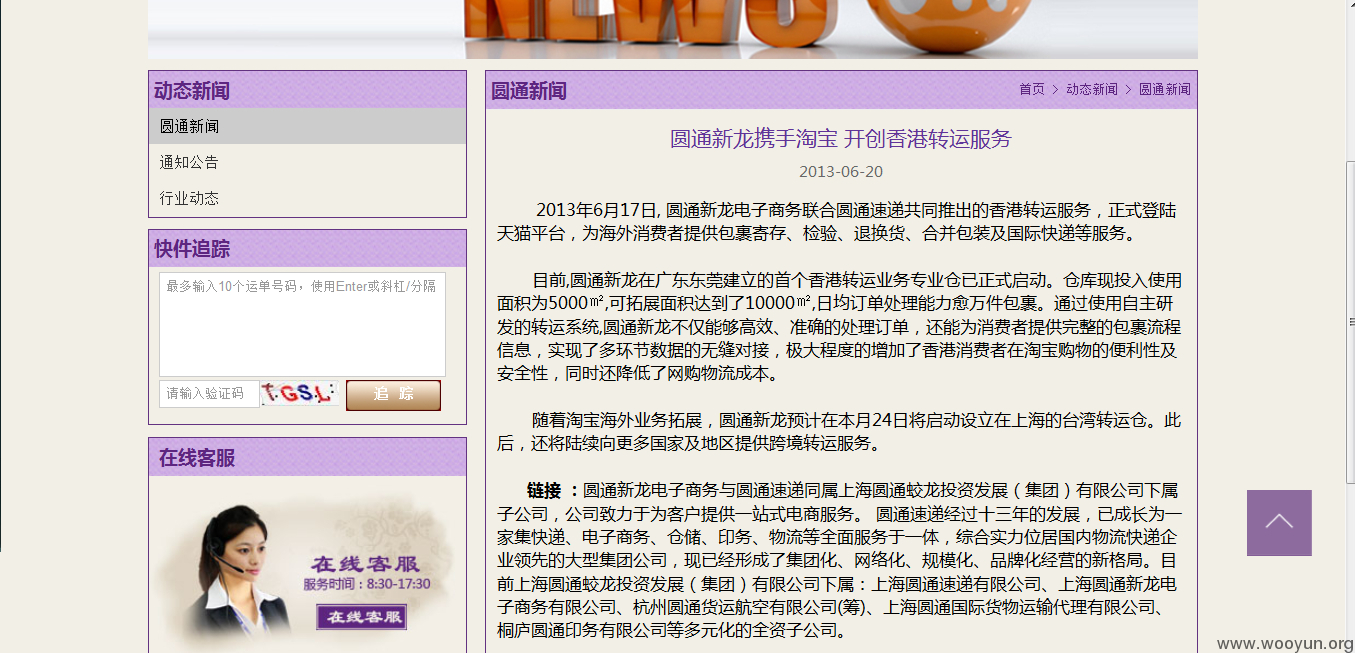 NEWS
动态新闻
圆通新闻
通知公告
行业动态
快件追踪
最多输入10个运单号码，使用Enter或斜杠/分隔
请输入验证码
TGSL
追 踪
在线客服
在线客服
服务时间：8:30-17:30
在线客服
圆通新闻
首页 > 动态新闻 > 圆通新闻
圆通新龙携手淘宝 开创香港转运服务
2013-06-20
2013年6月17日, 圆通新龙电子商务联合圆通速递共同推出的香港转运服务，正式登陆
天猫平台，为海外消费者提供包裹寄存、检验、退换货、合并包装及国际快递等服务。
目前,圆通新龙在广东东莞建立的首个香港转运业务专业仓已正式启动。仓库现投入使用
面积为5000㎡,可拓展面积达到了10000㎡,日均订单处理能力愈万件包裹。通过使用自主研
发的转运系统,圆通新龙不仅能够高效、准确的处理订单，还能为消费者提供完整的包裹流程
信息，实现了多环节数据的无缝对接，极大程度的增加了香港消费者在淘宝购物的便利性及
安全性，同时还降低了网购物流成本。
随着淘宝海外业务拓展，圆通新龙预计在本月24日将启动设立在上海的台湾转运仓。此
后，还将陆续向更多国家及地区提供跨境转运服务。
链接 ：圆通新龙电子商务与圆通速递同属上海圆通蛟龙投资发展（集团）有限公司下属
子公司，公司致力于为客户提供一站式电商服务。 圆通速递经过十三年的发展，已成长为一
家集快递、电子商务、仓储、印务、物流等全面服务于一体，综合实力位居国内物流快递企
业领先的大型集团公司，现已经形成了集团化、网络化、规模化、品牌化经营的新格局。目
前上海圆通蛟龙投资发展（集团）有限公司下属：上海圆通速递有限公司、上海圆通新龙电
子商务有限公司、杭州圆通货运航空有限公司(筹)、上海圆通国际货物运输代理有限公司、
桐庐圆通印务有限公司等多元化的全资子公司。
www.wooyun.org